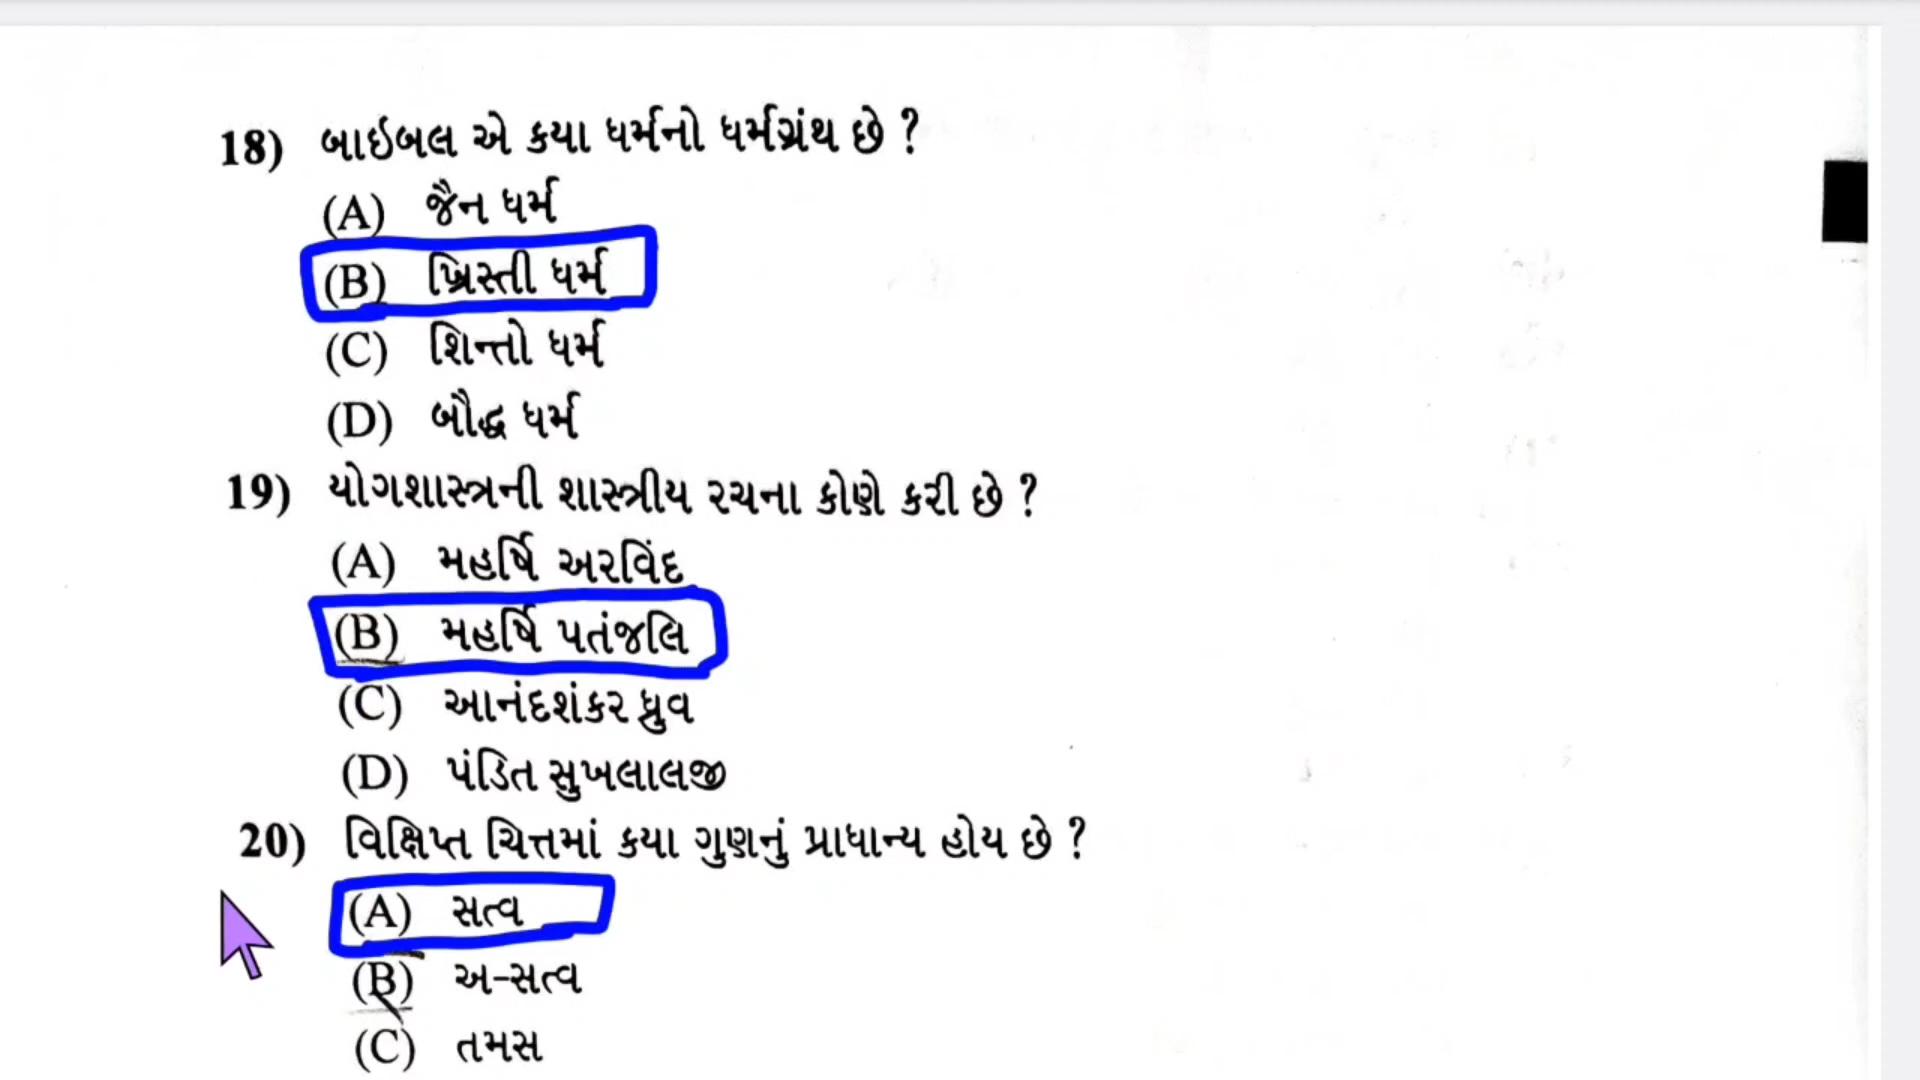 18) બાઇબલ એ કયા ધર્મનો ધર્મગ્રંથ છે ?
(A) જૈન ધર્મ
(B) ખ્રિસ્તી ધર્મ
(C) શિન્તો ધર્મ
(D) બૌદ્ધ ધર્મ
19) યોગશાસ્ત્રની શાસ્ત્રીય રચના કોણે કરી છે ?
(A) મહર્ષિ અરવિંદ
(B) મહર્ષિ પતંજલિ
(C) આનંદશંકર ધ્રુવ
(D) પંડિત સુખલાલજી
20) વિક્ષિપ્ત ચિત્તમાં કયા ગુણનું પ્રાધાન્ય હોય છે ?
(A) સત્વ
(B) અ-સત્વ
(C) તમસ